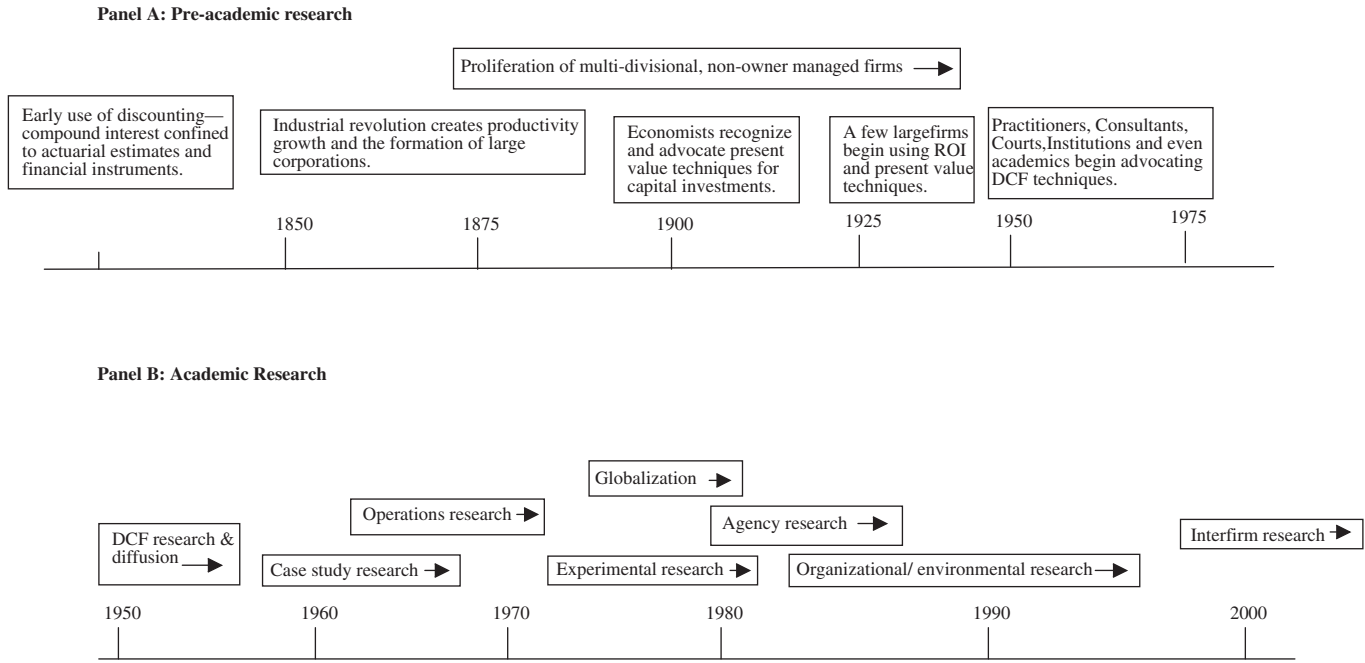 Panel A: Pre-academic research
Proliferation of multi-divisional, non-owner managed firms
Early use of discounting—
compound interest confined
to actuarial estimates and
financial instruments.
Industrial revolution creates productivity
growth and the formation of large
corporations.
Economists recognize
and advocate present
value techniques for
capital investments.
A few largefirms
begin using ROI
and present value
techniques.
Practitioners, Consultants,
Courts,Institutions and even
academics begin advocating
DCF techniques.
1850
1875
1900
1925
1950
1975
Panel B: Academic Research
Globalization
Operations research
Agency research
DCF research &
diffusion
Interfirm research
Case study research
Experimental research
Organizational/ environmental research
1950
1960
1970
1980
1990
2000